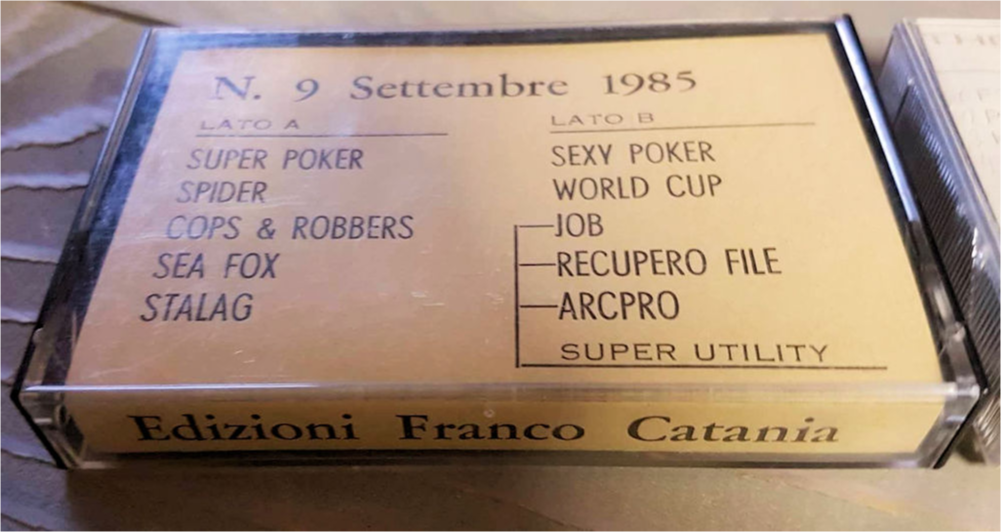 N. 9 Settembre 1985
LATO A
SUPER POKER
SPIDER
COPS & ROBBERS
SEA FOX
STALAG
LATO B
SEXY POKER
WORLD CUP
JOB
RECUPERO FILE
ARCPRO
SUPER UTILITY
Edizioni Franco Catania